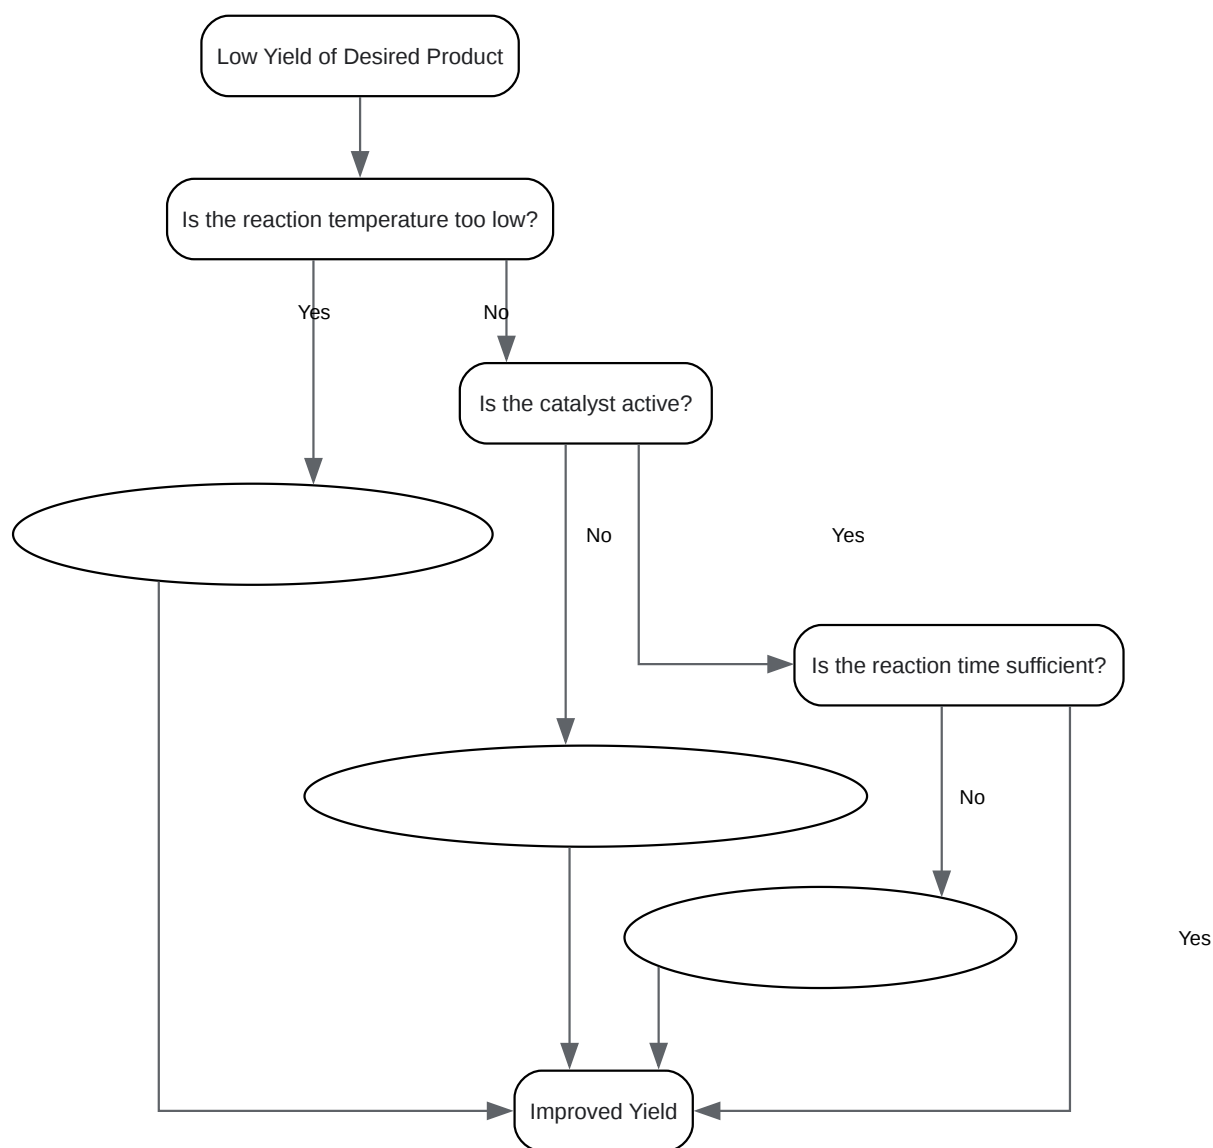 Low Yield of Desired Product
Is the reaction temperature too low?
Yes
No
Is the catalyst active?
No
Yes
Is the reaction time sufficient?
No
Yes
Improved Yield